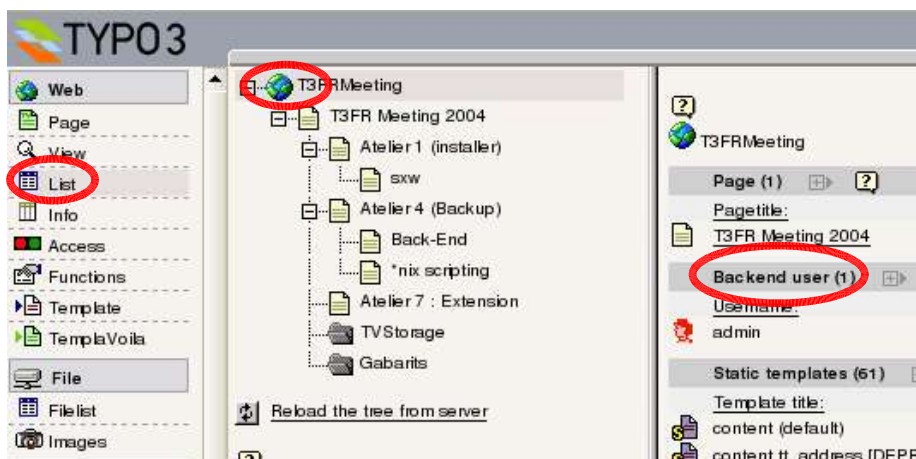 TYPO3
Web
Page
View
List
Info
Access
Functions
Template
TemplaVoila
File
Filelist
Images
T3FRMeeting
T3FR Meeting 2004
Atelier 1 (installer)
sxw
Atelier 4 (Backup)
Back-End
*nix scripting
Atelier 7 : Extension
TVStorage
Gabarits
Reload the tree from server
T3FRMeeting
Page (1)
Pagetitle:
T3FR Meeting 2004
Backend user (1)
Username:
admin
Static templates (61)
Template title:
content (default)
content tt_address [DEPR